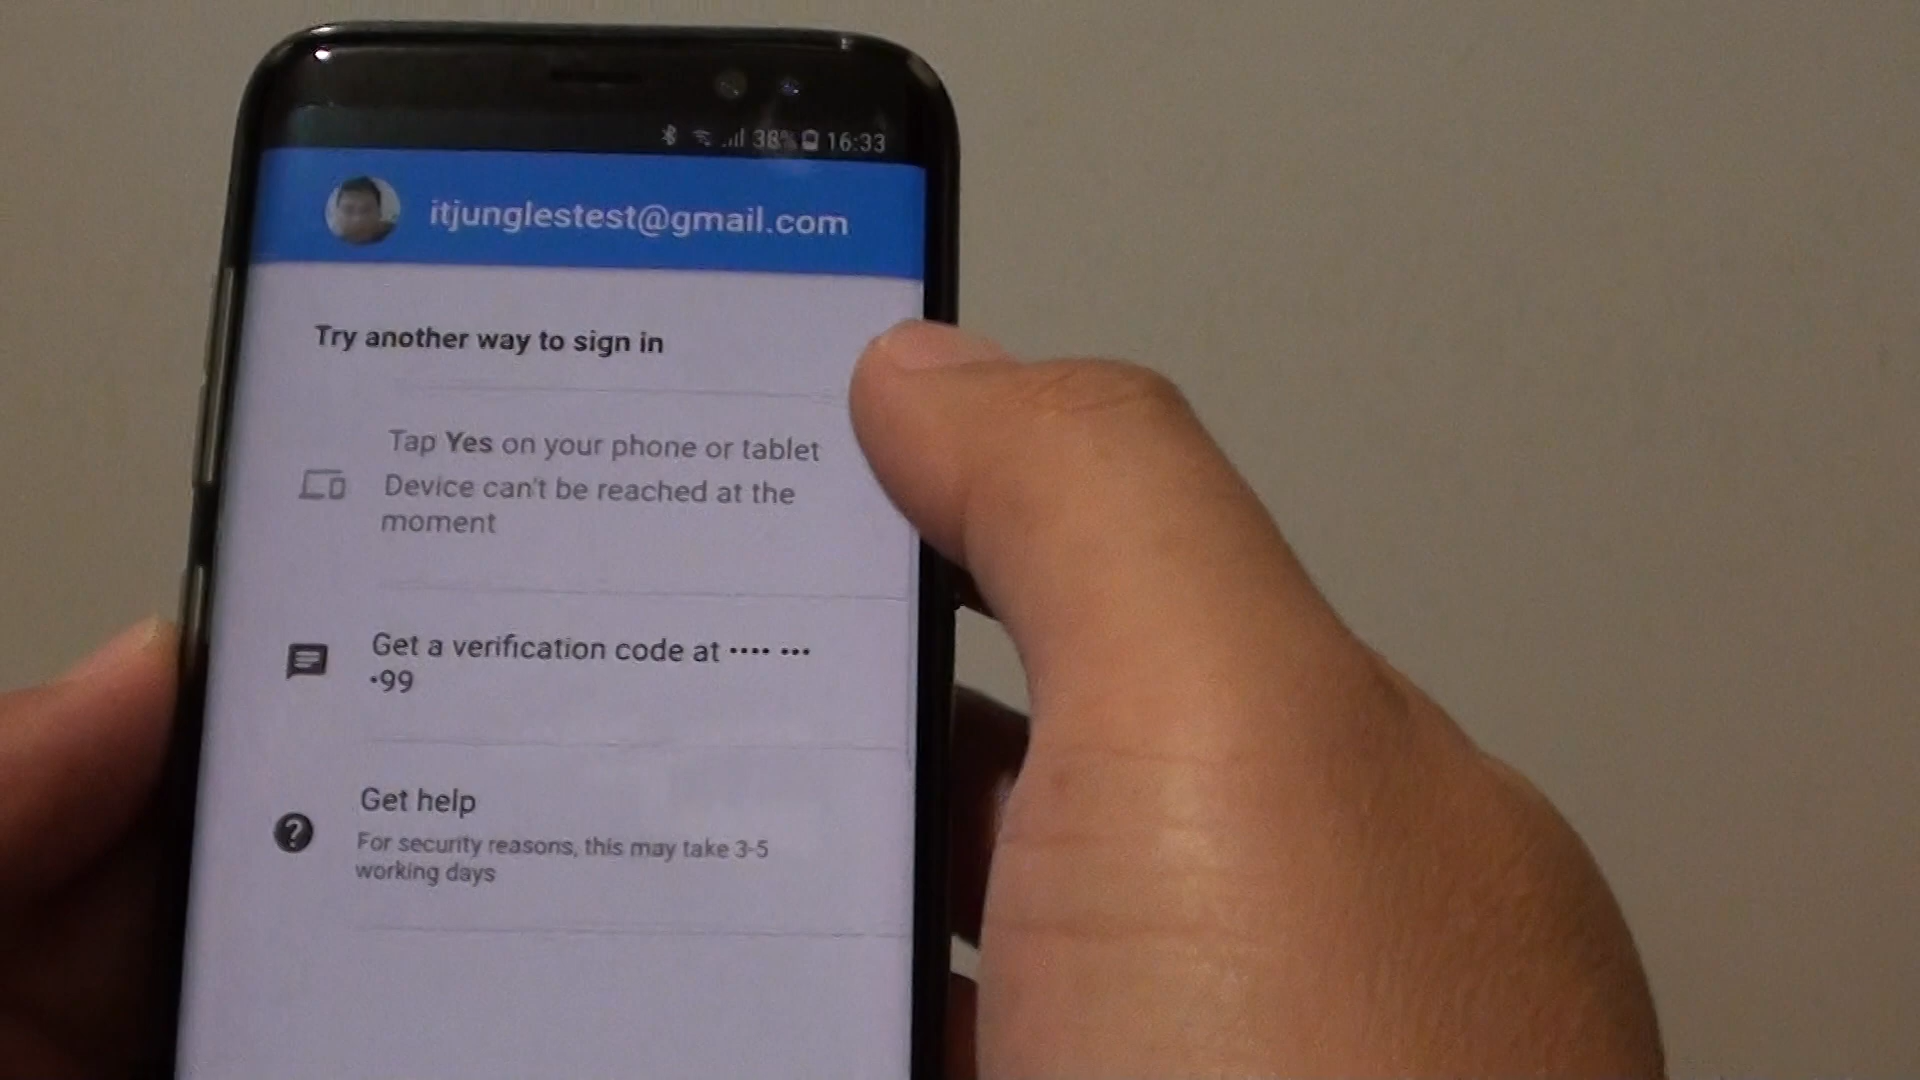 38% 16:33
itjunglestest@gmail.com
Try another way to sign in
Tap Yes on your phone or tablet
Device can't be reached at the
moment
Get a verification code at •••• •••
•99
Get help
For security reasons, this may take 3-5
working days